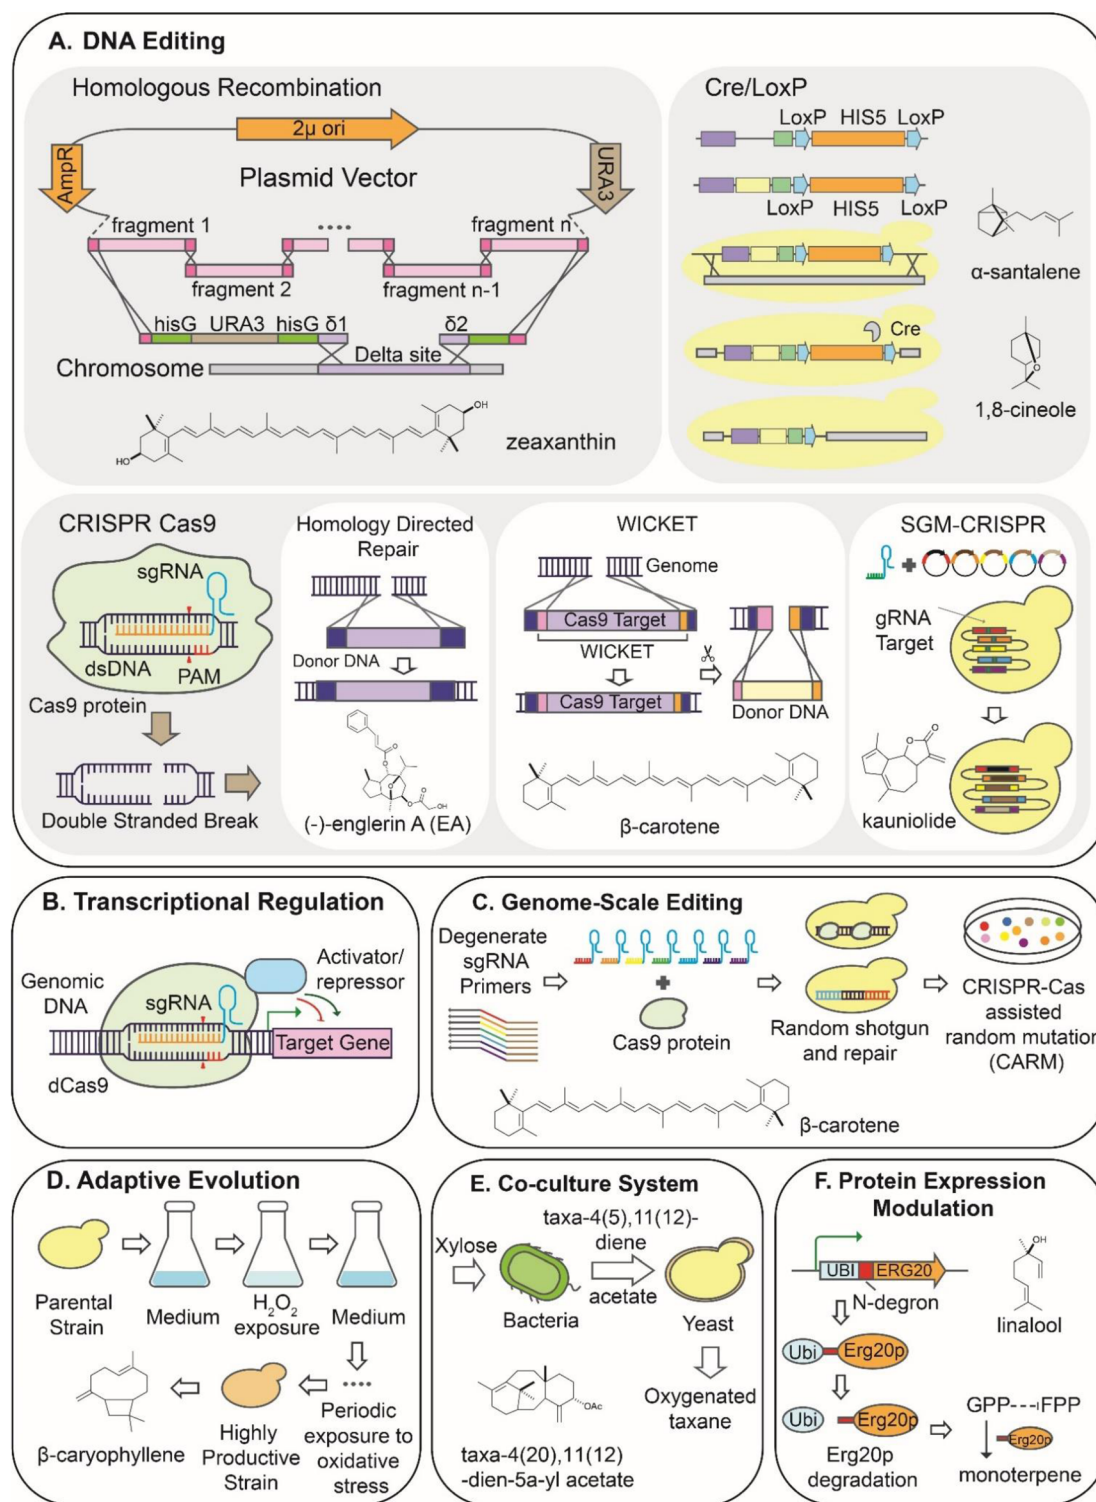 A. DNA Editing
Homologous Recombination
2μ ori
AmpR
URA3
Plasmid Vector
fragment 1
fragment n
fragment 2
fragment n-1
hisG URA3 hisG δ1
δ2
Delta site
Chromosome
OH
HO
zeaxanthin
Cre/LoxP
LoxP HIS5 LoxP
LoxP HIS5 LoxP
α-santalene
Cre
O
1,8-cineole
CRISPR Cas9
sgRNA
dsDNA
PAM
Cas9 protein
Double Stranded Break
Homology Directed
Repair
Donor DNA
O
O
O
O
O
OH
(-)-englerin A (EA)
WICKET
Genome
Cas9 Target
WICKET
Cas9 Target
Donor DNA
β-carotene
SGM-CRISPR
gRNA
Target
O
O
kauniolide
B. Transcriptional Regulation
Activator/
repressor
Genomic
DNA
sgRNA
Target Gene
dCas9
C. Genome-Scale Editing
Degenerate
sgRNA
Primers
Cas9 protein
Random shotgun
and repair
CRISPR-Cas
assisted
random mutation
(CARM)
β-carotene
D. Adaptive Evolution
Parental
Strain
Medium
H2O2
exposure
Medium
Periodic
exposure to
oxidative
stress
Highly
Productive
Strain
β-caryophyllene
E. Co-culture System
Xylose
taxa-4(5),11(12)-
diene
acetate
Bacteria
Yeast
OAc
Oxygenated
taxane
taxa-4(20),11(12)
-dien-5a-yl acetate
F. Protein Expression
Modulation
OH
UBI ERG20
N-degron
linalool
Ubi Erg20p
Ubi Erg20p
Erg20p
degradation
GPP FPP
Erg20p
monoterpene